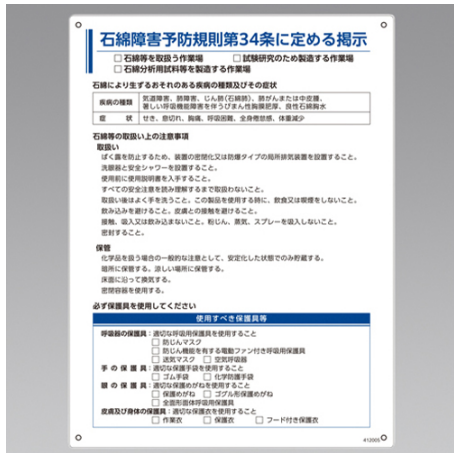 石綿障害予防規則第34条に定める掲示
□石綿等を取扱う作業場 □試験研究のため製造する作業場
□石綿分析用試料等を製造する作業場
石綿により生ずるおそれのある疾病の種類及びその症状
疾病の種類 気道障害、肺障害、じん肺(石綿肺)、肺がんまたは中皮腫、
著しい呼吸機能障害を伴うびまん性胸膜肥厚、良性石綿胸水
症状 せき、息切れ、胸痛、呼吸困難、全身倦怠感、体重減少
石綿等の取扱い上の注意事項
取扱い
ばく露を防止するため、装置の密閉化又は防爆タイプの局所排気装置を設置すること。
洗眼器と安全シャワーを設置すること。
使用前に使用説明書を入手すること。
すべての安全注意を読み理解するまで取扱わないこと。
取扱い後はよく手を洗うこと。この製品を使用する時に、飲食又は喫煙をしないこと。
飲み込みを避けること。皮膚との接触を避けること。
接触、吸入又は飲み込まないこと。粉じん、蒸気、スプレーを吸入しないこと。
密封すること。
保管
化学品を扱う場合の一般的な注意として、安定化した状態でのみ貯蔵する。
暗所に保管する。涼しい場所に保管する。
床面に沿って換気する。
密閉容器を使用する。
必ず保護具を使用してください
使用すべき保護具等
呼吸器の保護具:適切な呼吸用保護具を使用すること
□防じんマスク
□防じん機能を有する電動ファン付き呼吸用保護具
□送気マスク □空気呼吸器
手の保護具:適切な保護手袋を使用すること
□ゴム手袋 □化学防護手袋
眼の保護具:適切な保護めがねを使用すること
□保護めがね □ゴグル形保護めがね
□全面形面体呼吸用保護具
皮膚及び身体の保護具:適切な保護衣を使用すること
□作業衣 □保護衣 □フード付き保護衣
412005